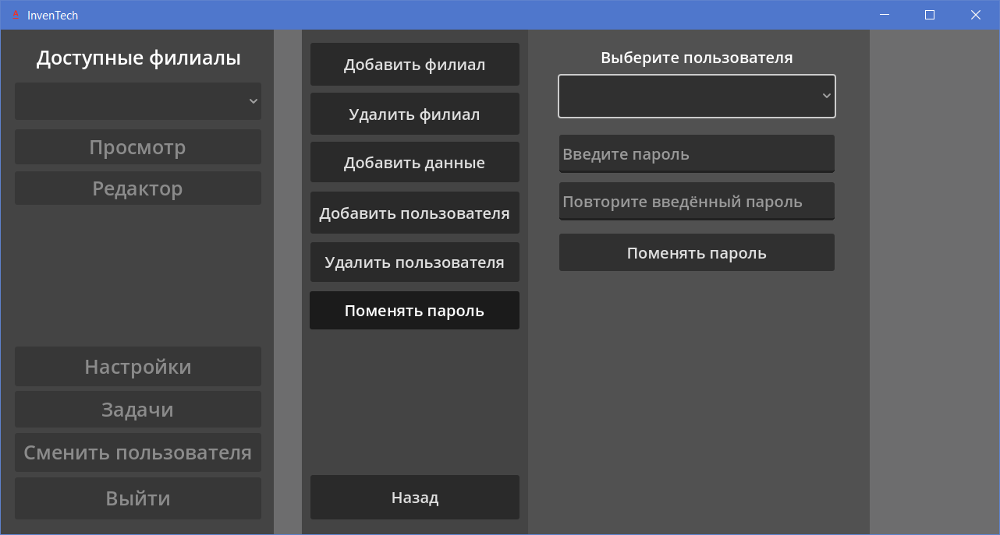 InvenTech
Доступные филиалы
Просмотр
Редактор
Настройки
Задачи
Сменить пользователя
Выйти
Добавить филиал
Удалить филиал
Добавить данные
Добавить пользователя
Удалить пользователя
Поменять пароль
Назад
Выберите пользователя
Введите пароль
Повторите введённый пароль
Поменять пароль